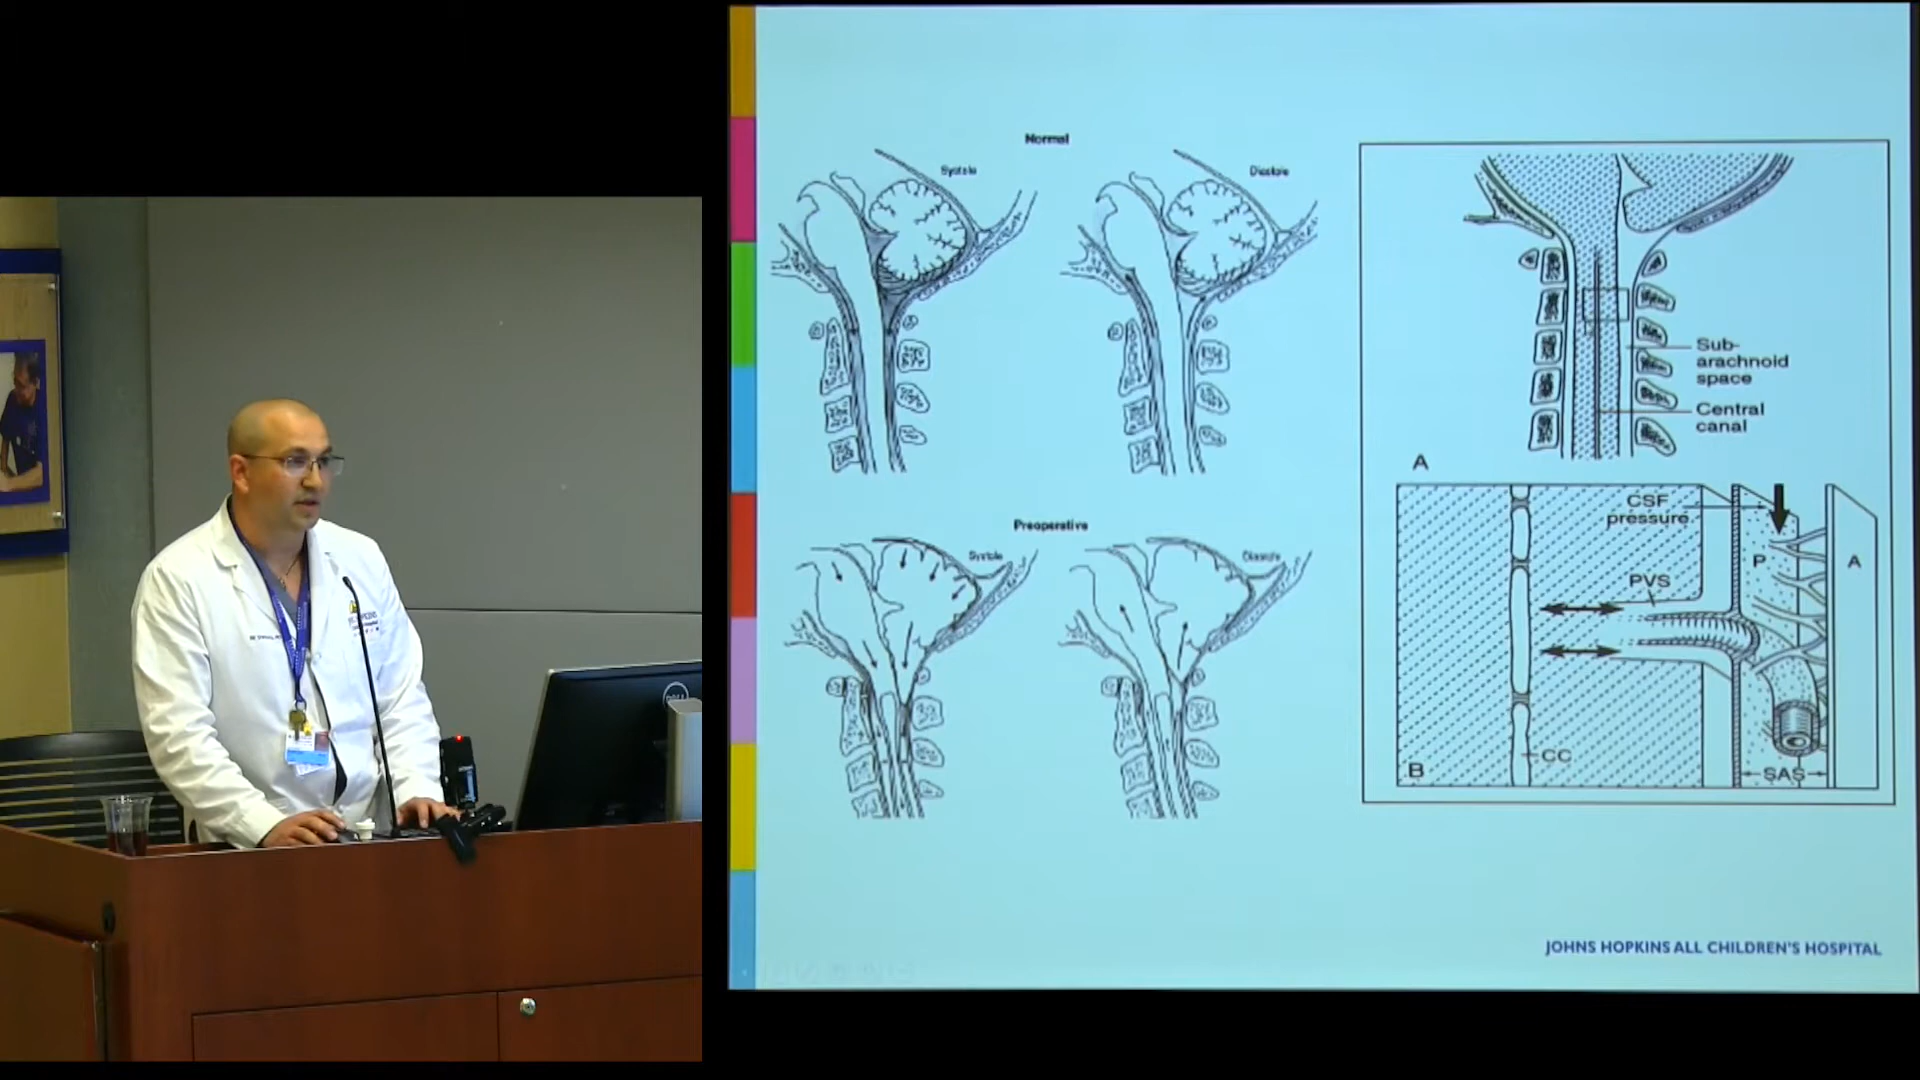 Normal
Systole
Diastole
Preoperative
Systole
Diastole
Sub-
arachnoid
space
Central
canal
A
CSF
pressure
P
A
PVS
B
CC
SAS
JOHNS HOPKINS ALL CHILDREN'S HOSPITAL
DELL